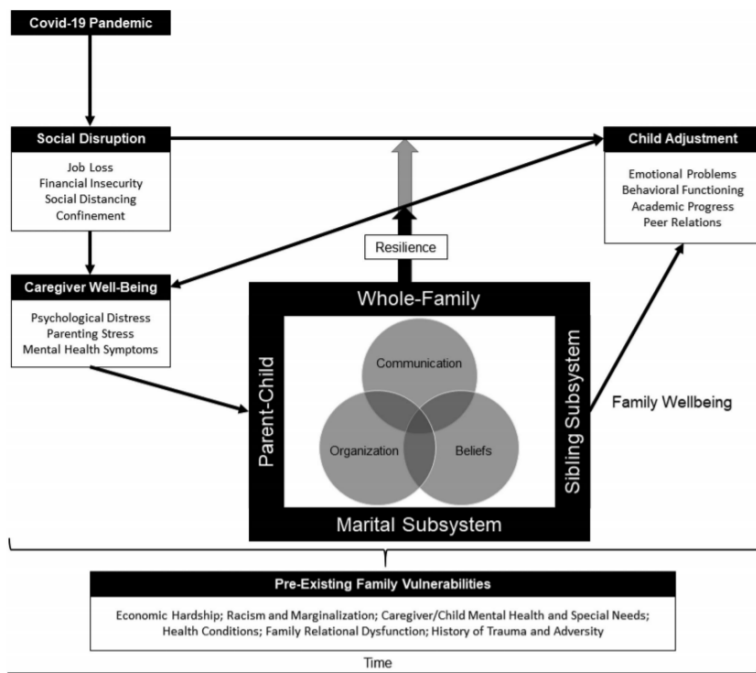 Covid-19 Pandemic
Social Disruption
Job Loss
Financial Insecurity
Social Distancing
Confinement
Child Adjustment
Emotional Problems
Behavioral Functioning
Academic Progress
Peer Relations
Resilience
Caregiver Well-Being
Psychological Distress
Parenting Stress
Mental Health Symptoms
Whole-Family
Parent-Child
Communication
Organization
Beliefs
Sibling Subsystem
Marital Subsystem
Family Wellbeing
Pre-Existing Family Vulnerabilities
Economic Hardship; Racism and Marginalization; Caregiver/Child Mental Health and Special Needs;
Health Conditions; Family Relational Dysfunction; History of Trauma and Adversity
Time